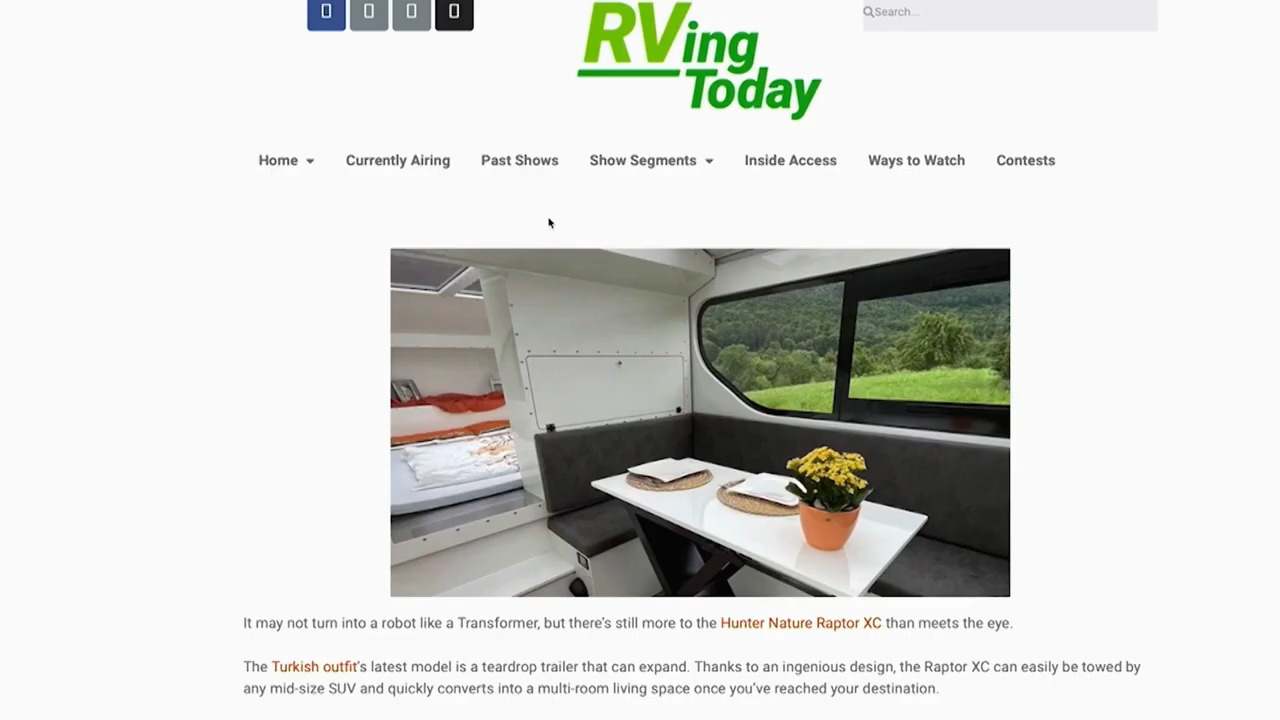 Search...
RVing
Today
Home
Currently Airing
Past Shows
Show Segments
Inside Access
Ways to Watch
Contests
It may not turn into a robot like a Transformer, but there’s still more to the Hunter Nature Raptor XC than meets the eye.
The Turkish outfit’s latest model is a teardrop trailer that can expand. Thanks to an ingenious design, the Raptor XC can easily be towed by
any mid-size SUV and quickly converts into a multi-room living space once you’ve reached your destination.